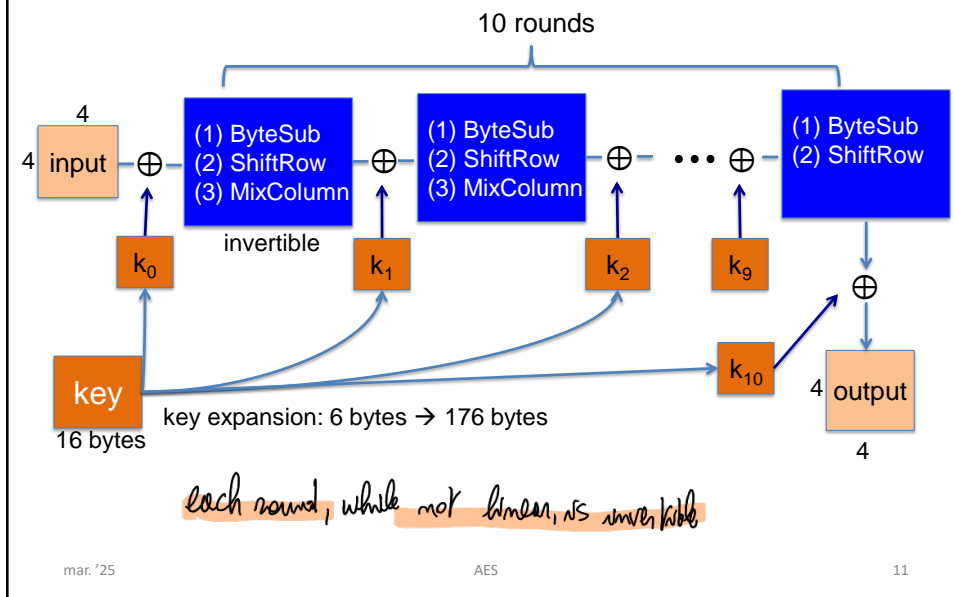 10 rounds
4
4 input ⊕
(1) ByteSub
(2) ShiftRow
(3) MixColumn
invertible
⊕
(1) ByteSub
(2) ShiftRow
(3) MixColumn
⊕ ••• ⊕
(1) ByteSub
(2) ShiftRow
k₀ k₁ k₂ k₉
⊕
k₁₀
key
16 bytes
key expansion: 6 bytes → 176 bytes
4 output
4
each round, while not linear, is invertible
mar. '25 AES 11